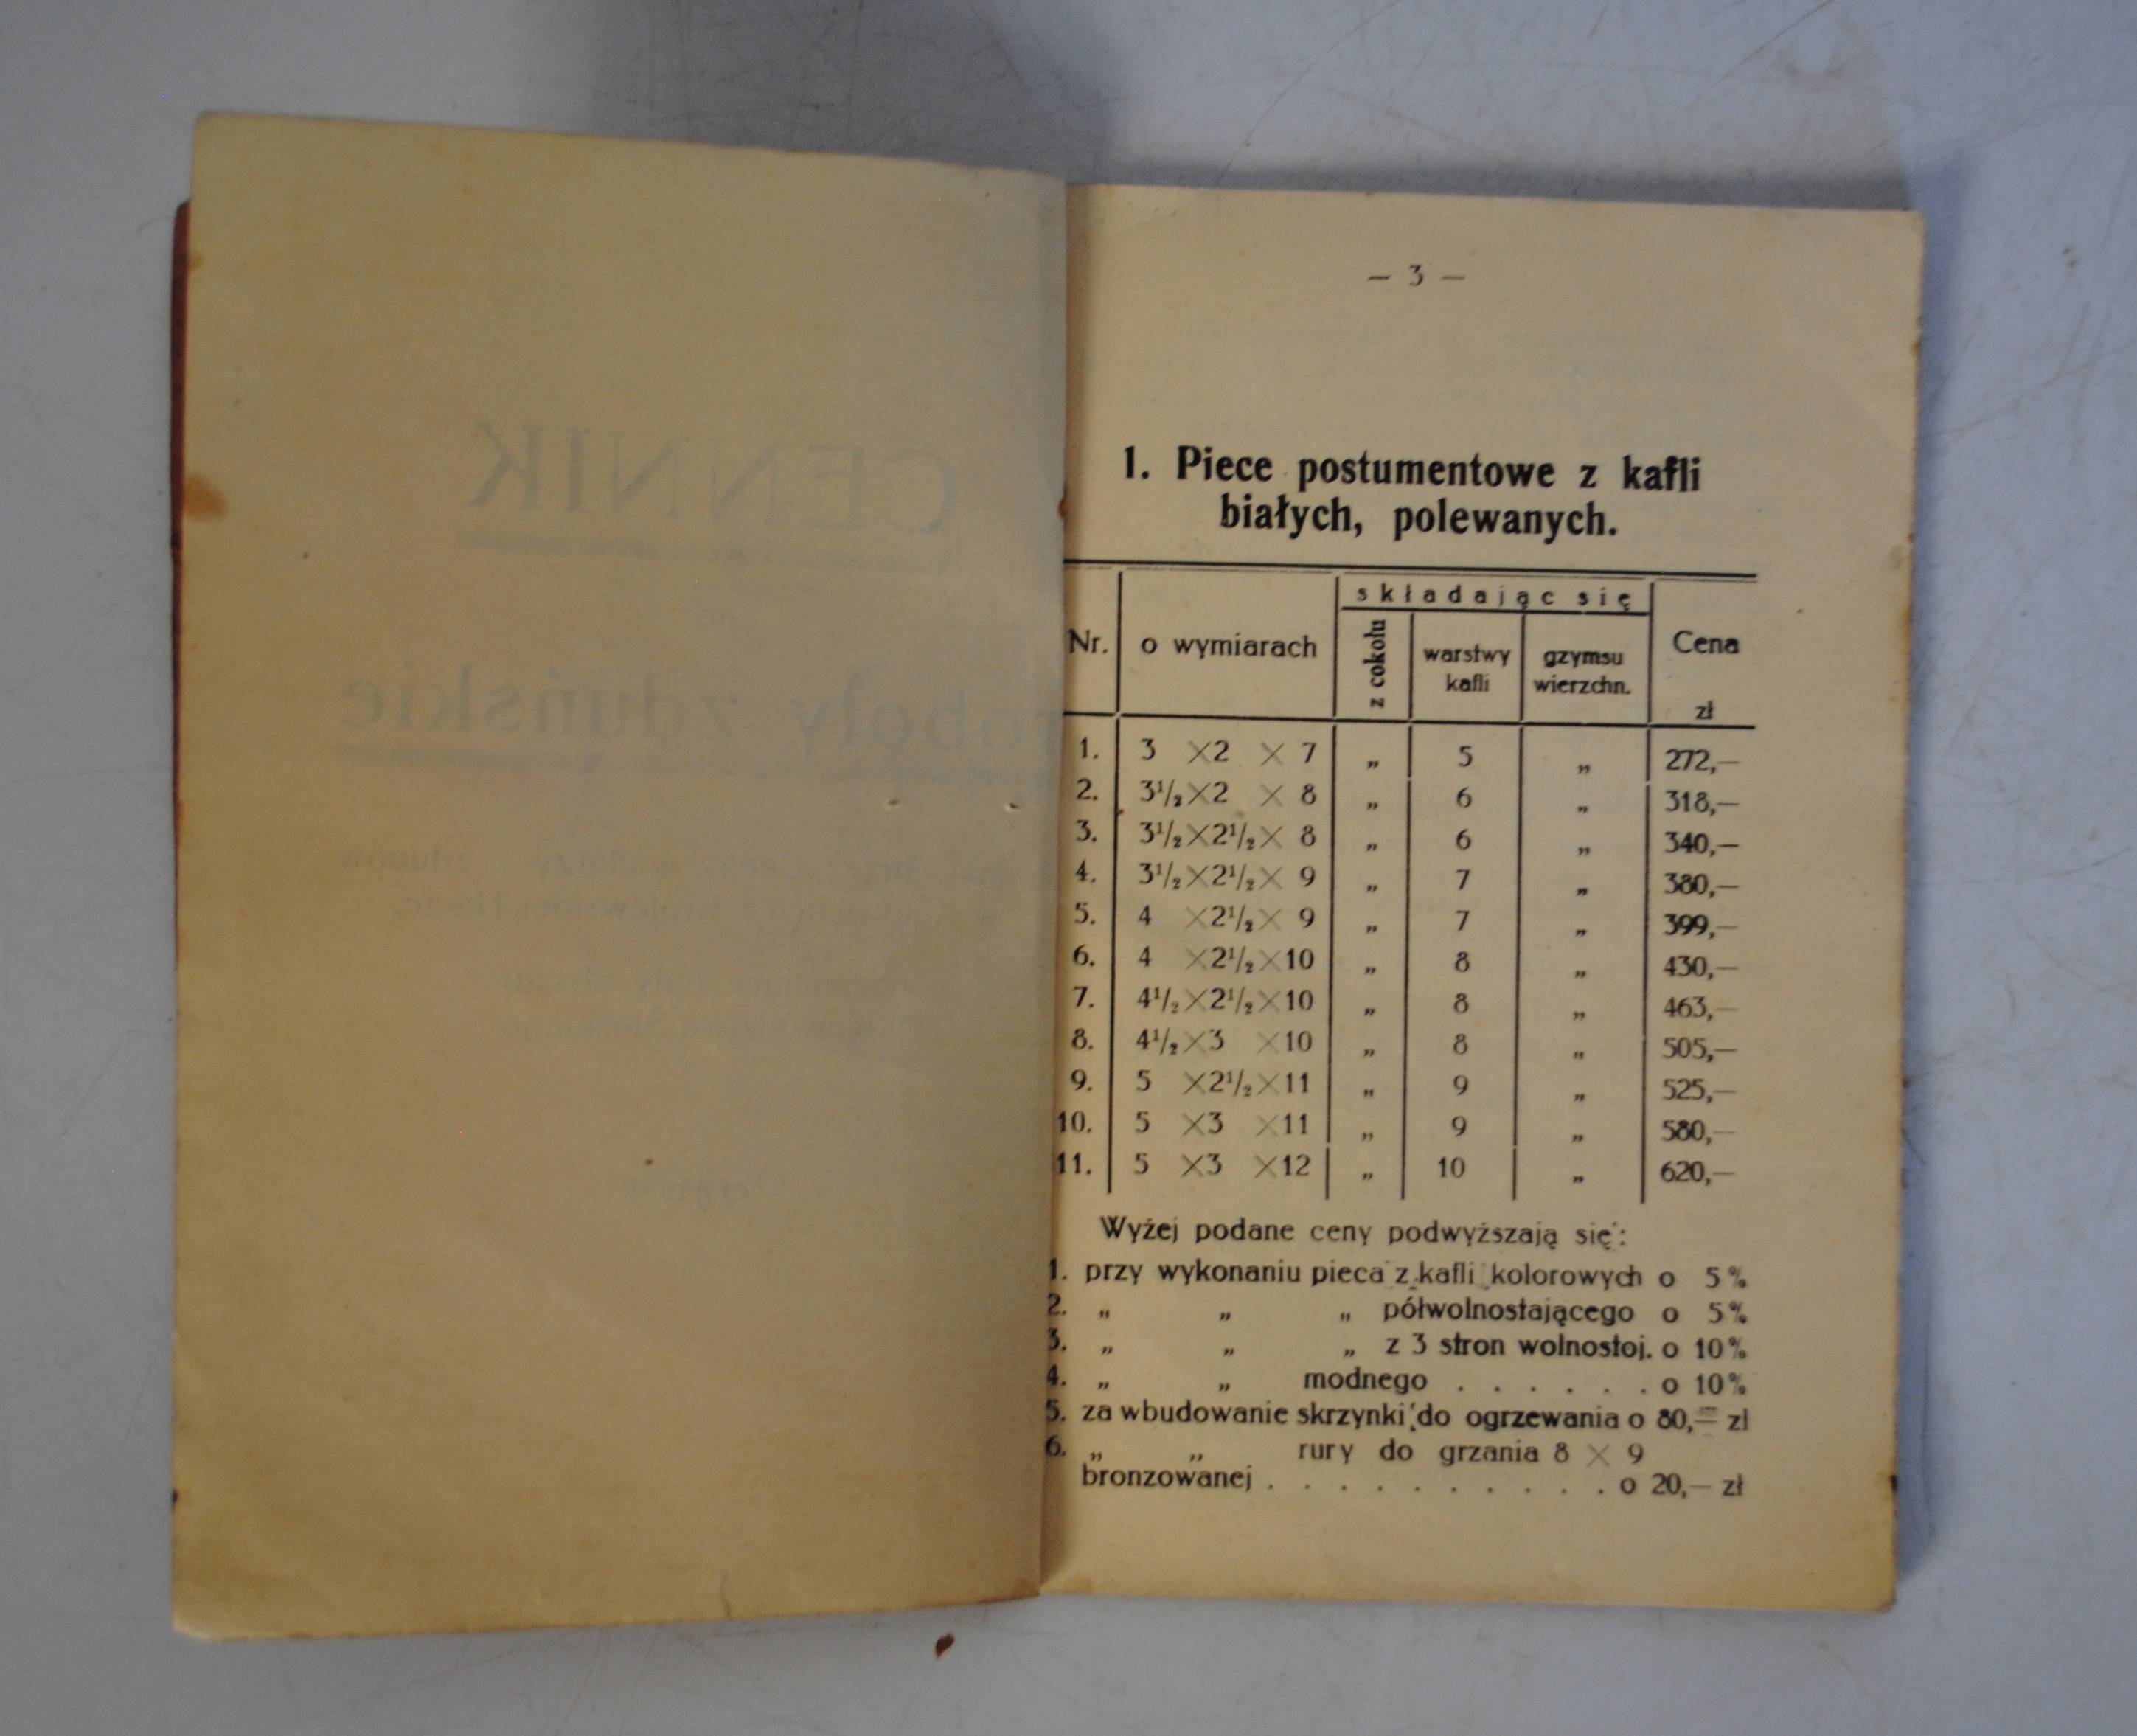 — 3 —
1. Piece postumentowe z kafli
białych, polewanych.
składając się
Nr. o wymiarach z cokołu warstwy kafli gzymsu wierzchn. Cena zł
1. 3 × 2 × 7 „ 5 „ 272,—
2. 3½ × 2 × 8 „ 6 „ 318,—
3. 3½ × 2½ × 8 „ 6 „ 340,—
4. 3½ × 2½ × 9 „ 7 „ 380,—
5. 4 × 2½ × 9 „ 7 „ 399,—
6. 4 × 2½ × 10 „ 8 „ 430,—
7. 4½ × 2½ × 10 „ 8 „ 463,—
8. 4½ × 3 × 10 „ 8 „ 505,—
9. 5 × 2½ × 11 „ 9 „ 525,—
10. 5 × 3 × 11 „ 9 „ 580,—
11. 5 × 3 × 12 „ 10 „ 620,—
Wyżej podane ceny podwyższają się:
1. przy wykonaniu pieca z kafli kolorowych o 5%
2. „ „ „ półwolnostającego o 5%
3. „ „ „ z 3 stron wolnostoj. o 10%
4. „ „ modnego . . . . . . o 10%
5. za wbudowanie skrzynki do ogrzewania o 80,— zł
6. „ „ rury do grzania 8 × 9
bronzowanej . . . . . . . . . . o 20,— zł
CENNIK
roboty zduńskie